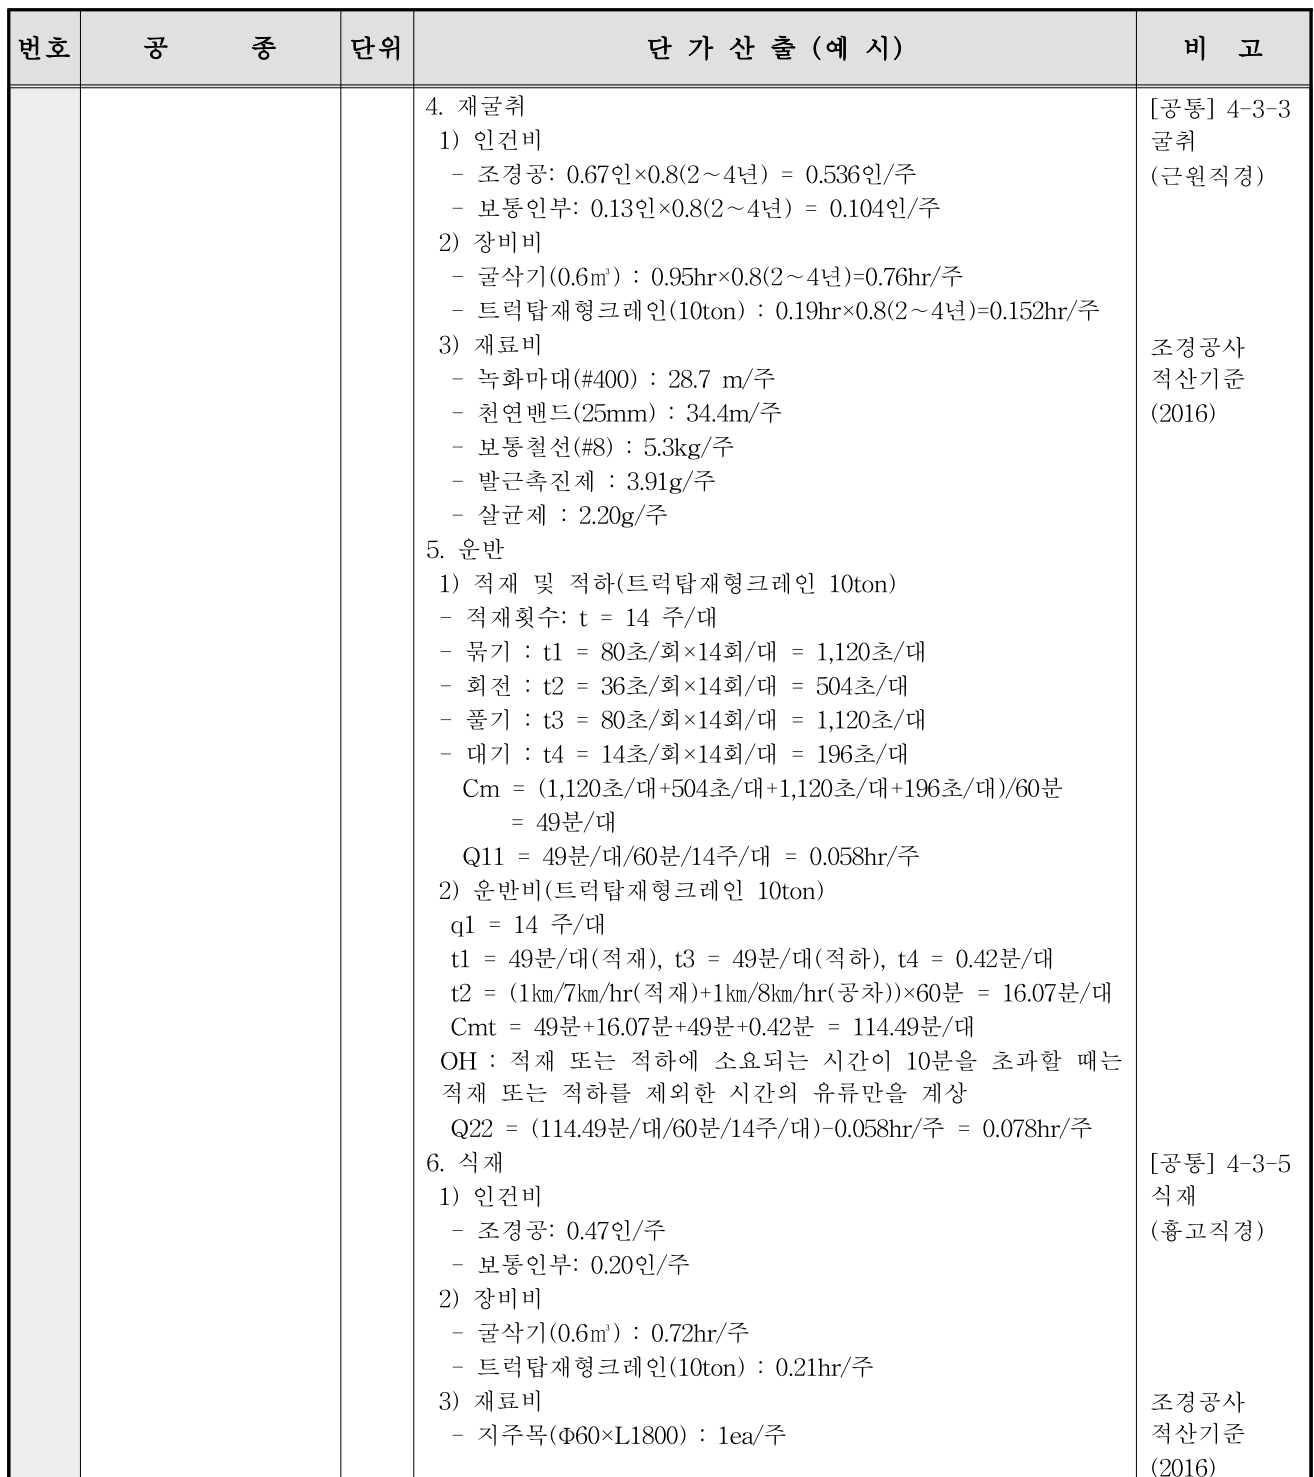 번호 공 종 단위 단 가 산 출 (예 시) 비 고
4. 재굴취 [공통] 4-3-3
1) 인건비 굴취
- 조경공: 0.67인×0.8(2～4년) = 0.536인/주 (근원직경)
- 보통인부: 0.13인×0.8(2～4년) = 0.104인/주
2) 장비비
- 굴삭기(0.6㎥) : 0.95hr×0.8(2～4년)=0.76hr/주
- 트럭탑재형크레인(10ton) : 0.19hr×0.8(2～4년)=0.152hr/주
3) 재료비 조경공사
- 녹화마대(#400) : 28.7 m/주 적산기준
- 천연밴드(25mm) : 34.4m/주 (2016)
- 보통철선(#8) : 5.3kg/주
- 발근촉진제 : 3.91g/주
- 살균제 : 2.20g/주
5. 운반
1) 적재 및 적하(트럭탑재형크레인 10ton)
- 적재횟수: t = 14 주/대
- 묶기 : t1 = 80초/회×14회/대 = 1,120초/대
- 회전 : t2 = 36초/회×14회/대 = 504초/대
- 풀기 : t3 = 80초/회×14회/대 = 1,120초/대
- 대기 : t4 = 14초/회×14회/대 = 196초/대
Cm = (1,120초/대+504초/대+1,120초/대+196초/대)/60분
= 49분/대
Q11 = 49분/대/60분/14주/대 = 0.058hr/주
2) 운반비(트럭탑재형크레인 10ton)
q1 = 14 주/대
t1 = 49분/대(적재), t3 = 49분/대(적하), t4 = 0.42분/대
t2 = (1㎞/7km/hr(적재)+1㎞/8㎞/hr(공차))×60분 = 16.07분/대
Cmt = 49분+16.07분+49분+0.42분 = 114.49분/대
OH : 적재 또는 적하에 소요되는 시간이 10분을 초과할 때는
적재 또는 적하를 제외한 시간의 유류만을 계상
Q22 = (114.49분/대/60분/14주/대)-0.058hr/주 = 0.078hr/주
6. 식재 [공통] 4-3-5
1) 인건비 식재
- 조경공: 0.47인/주 (흉고직경)
- 보통인부: 0.20인/주
2) 장비비
- 굴삭기(0.6㎥) : 0.72hr/주
- 트럭탑재형크레인(10ton) : 0.21hr/주
3) 재료비 조경공사
- 지주목(Φ60×L1800) : 1ea/주 적산기준
(2016)